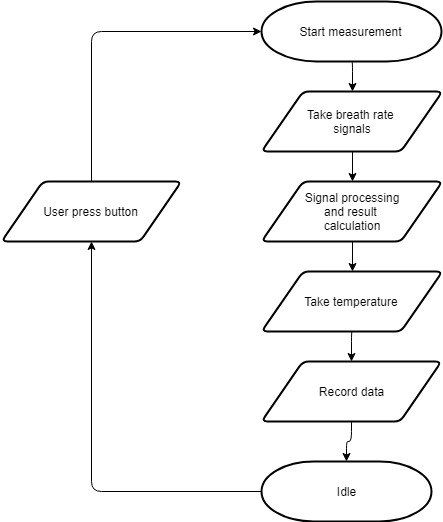 Start measurement
Take breath rate
signals
Signal processing
and result
calculation
User press button
Take temperature
Record data
Idle